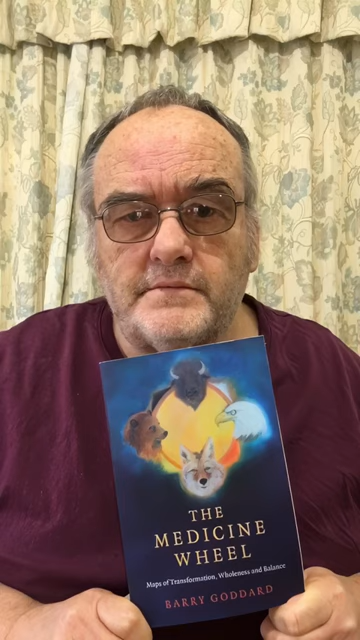 THE
MEDICINE
WHEEL
Maps of Transformation, Wholeness and Balance
BARRY GODDARD